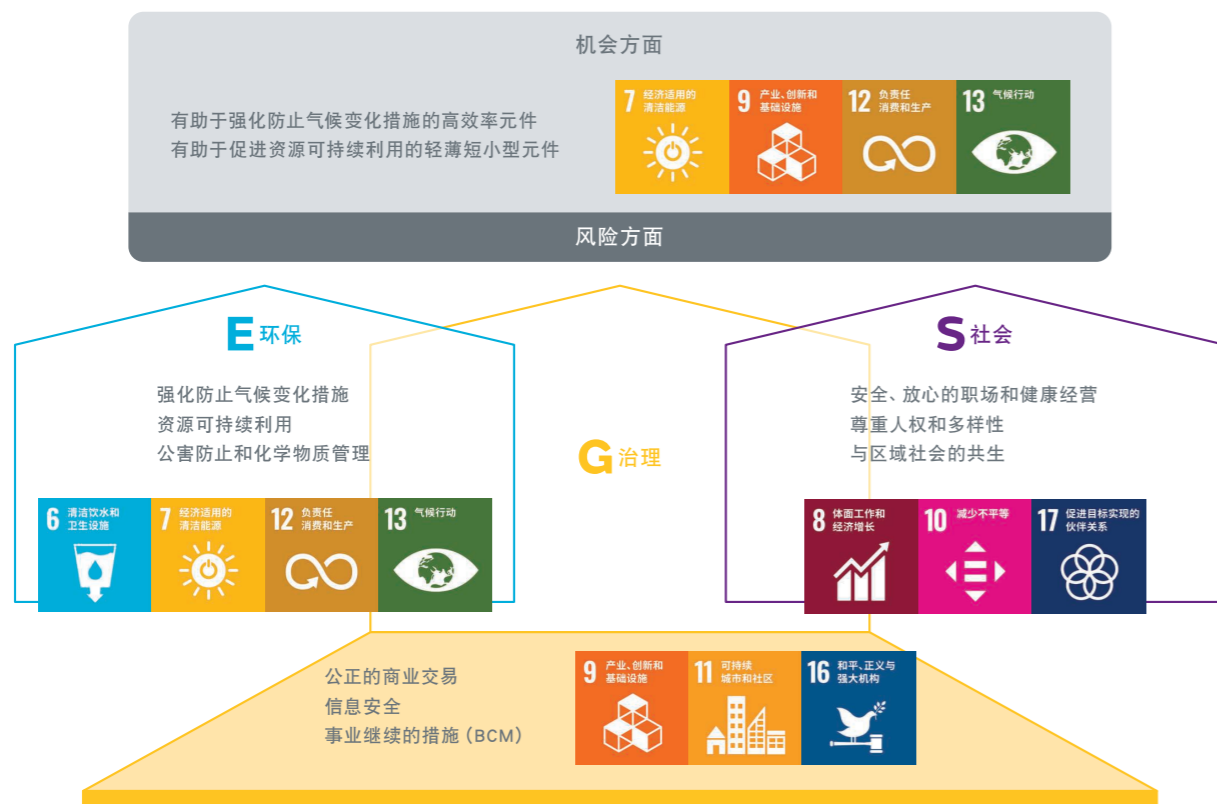 机会方面
有助于强化防止气候变化措施的高效率元件
有助于促进资源可持续利用的轻薄短小型元件
7 经济适用的
清洁能源
9 产业、创新和
基础设施
12 负责任
消费和生产
13 气候行动
风险方面
E 环保
强化防止气候变化措施
资源可持续利用
公害防止和化学物质管理
6 清洁饮水和
卫生设施
7 经济适用的
清洁能源
12 负责任
消费和生产
13 气候行动
G 治理
S 社会
安全、放心的职场和健康经营
尊重人权和多样性
与区域社会的共生
8 体面工作和
经济增长
10 减少不平等
17 促进目标实现的
伙伴关系
公正的商业交易
信息安全
事业继续的措施(BCM)
9 产业、创新和
基础设施
11 可持续
城市和社区
16 和平、正义与
强大机构